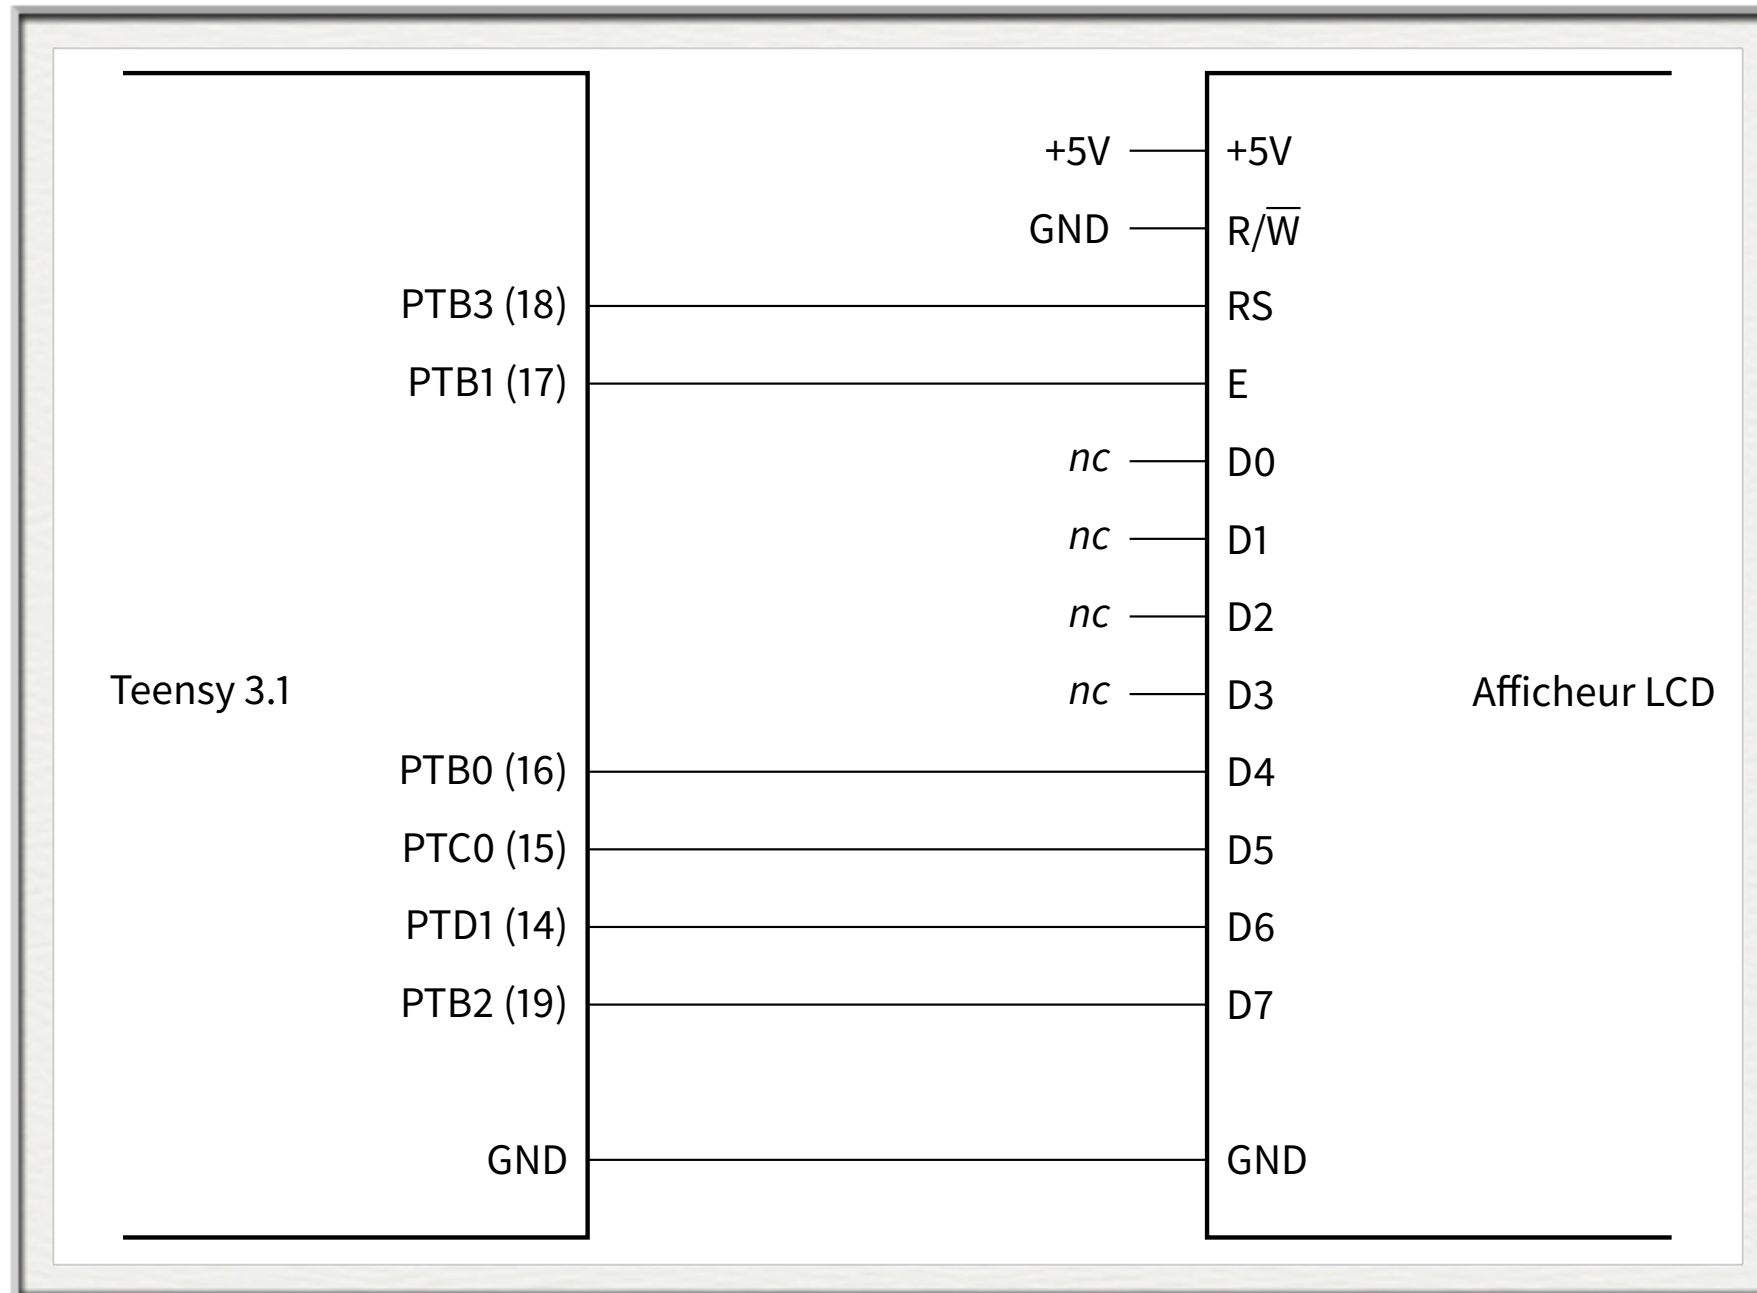 +5V +5V
GND R/W̅
PTB3 (18) RS
PTB1 (17) E
nc D0
nc D1
nc D2
nc D3
Teensy 3.1 Afficheur LCD
PTB0 (16) D4
PTC0 (15) D5
PTD1 (14) D6
PTB2 (19) D7
GND GND